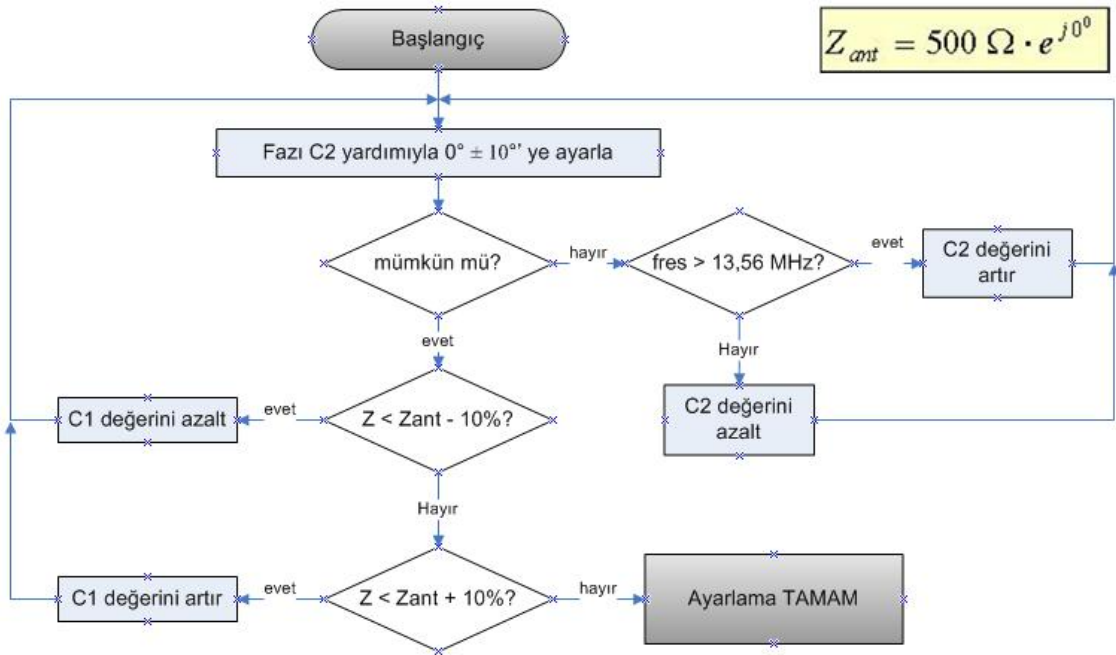 Başlangıç
Z_ant = 500 Ω · e^{j0^0}
Fazı C2 yardımıyla 0° ± 10°’ ye ayarla
mümkün mü?
hayır
fres > 13,56 MHz?
evet
C2 değerini
artır
evet
Hayır
C1 değerini azalt
evet
Z < Zant - 10%?
C2 değerini
azalt
Hayır
C1 değerini artır
evet
Z < Zant + 10%?
hayır
Ayarlama TAMAM